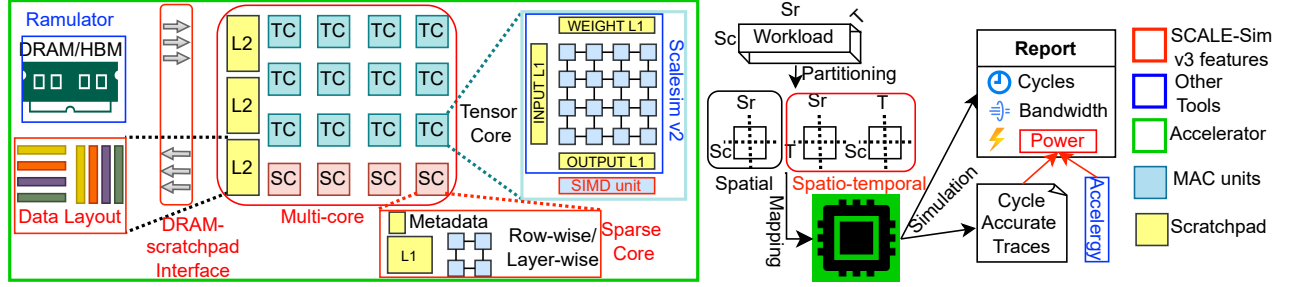 Ramulator
DRAM/HBM
Data Layout
DRAM-
scratchpad
Interface
L2
L2
L2
TC TC TC TC
TC TC TC TC
TC TC TC TC
SC SC SC SC
Multi-core
Tensor
Core
WEIGHT L1
INPUT L1
OUTPUT L1
SIMD unit
Scalesim v2
Metadata
L1
Row-wise/
Layer-wise
Sparse
Core
Sr
Sc
T
Workload
Partitioning
Sr
Sc
Spatial
Sr
T
T
Sc
Spatio-temporal
Mapping
Simulation
Report
Cycles
Bandwidth
Power
Cycle
Accurate
Traces
Accelergy
SCALE-Sim
v3 features
Other
Tools
Accelerator
MAC units
Scratchpad